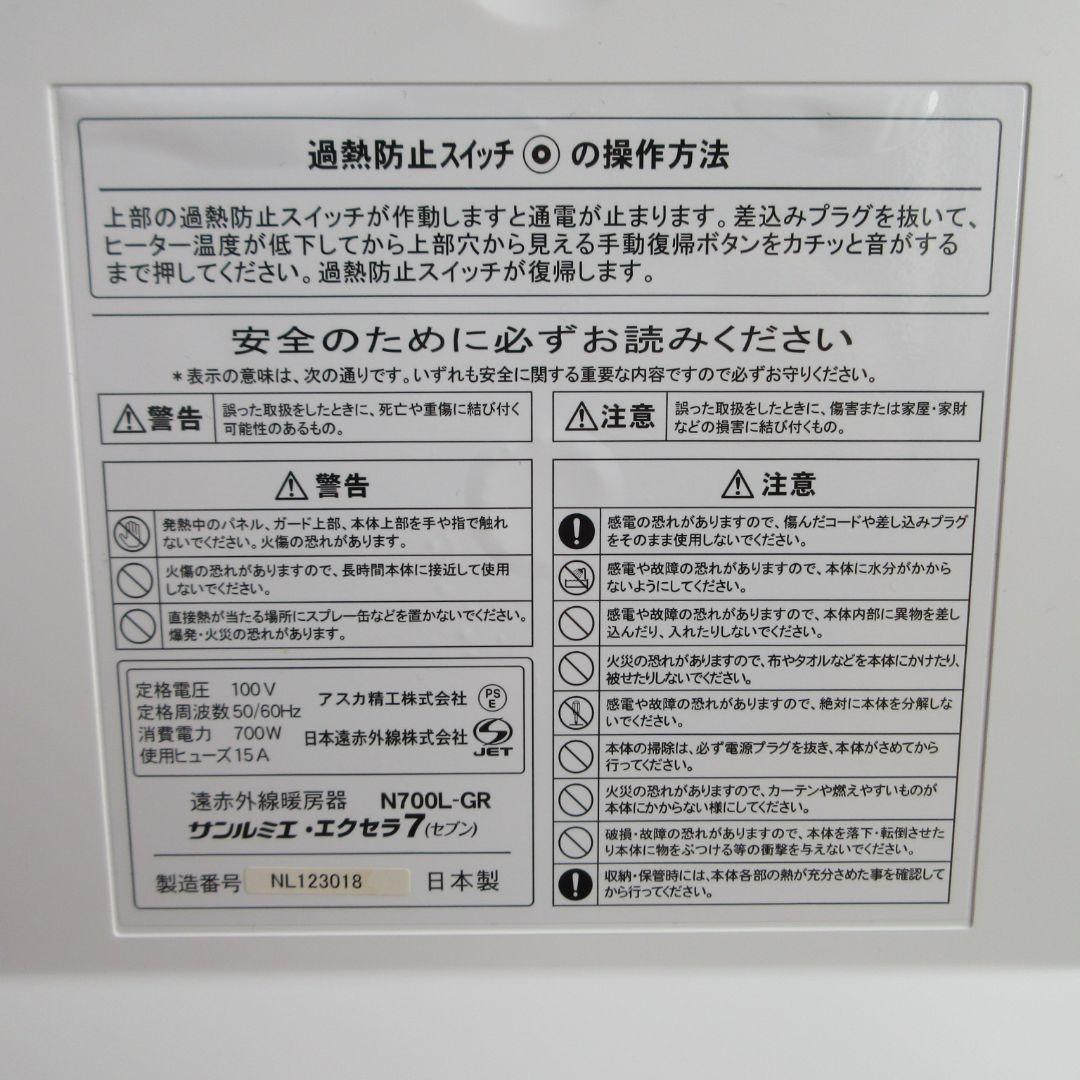 過熱防止スイッチ の操作方法
上部の過熱防止スイッチが作動しますと通電が止まります。差込みプラグを抜いて、
ヒーター温度が低下してから上部穴から見える手動復帰ボタンをカチッと音がする
まで押してください。過熱防止スイッチが復帰します。
安全のために必ずお読みください
*表示の意味は、次の通りです。いずれも安全に関する重要な内容ですので必ずお守りください。
警告
誤った取扱をしたときに、死亡や重傷に結び付く
可能性のあるもの。
注意
誤った取扱をしたときに、傷害または家屋・家財
などの損害に結び付くもの。
警告
発熱中のパネル、ガード上部、本体上部を手や指で触れ
ないでください。火傷の恐れがあります。
火傷の恐れがありますので、長時間本体に接近して使用
しないでください。
直接熱が当たる場所にスプレー缶などを置かないでください。
爆発・火災の恐れがあります。
定格電圧 100V
定格周波数 50/60Hz
消費電力 700W
使用ヒューズ 15A
アスカ精工株式会社
PS
E
日本遠赤外線株式会社
JET
遠赤外線暖房器 N700L-GR
サンルミエ・エクセラ7(セブン)
製造番号 NL123018 日本製
注意
感電の恐れがありますので、傷んだコードや差し込みプラグ
をそのまま使用しないでください。
感電や故障の恐れがありますので、本体に水分がかから
ないようにしてください。
感電や故障の恐れがありますので、本体内部に異物を差し
込んだり、入れたりしないでください。
火災の恐れがありますので、布やタオルなどを本体にかけたり、
被せたりしないでください。
感電や故障の恐れがありますので、絶対に本体を分解しな
いでください。
本体の掃除は、必ず電源プラグを抜き、本体がさめてから
行ってください。
火災の恐れがありますので、カーテンや燃えやすいものが
本体にかからない様にしてください。
破損・故障の恐れがありますので、本体を落下・転倒させた
り本体に物をぶつける等の衝撃を与えないでください。
収納・保管時には、本体各部の熱が充分さめた事を確認して
から行ってください。